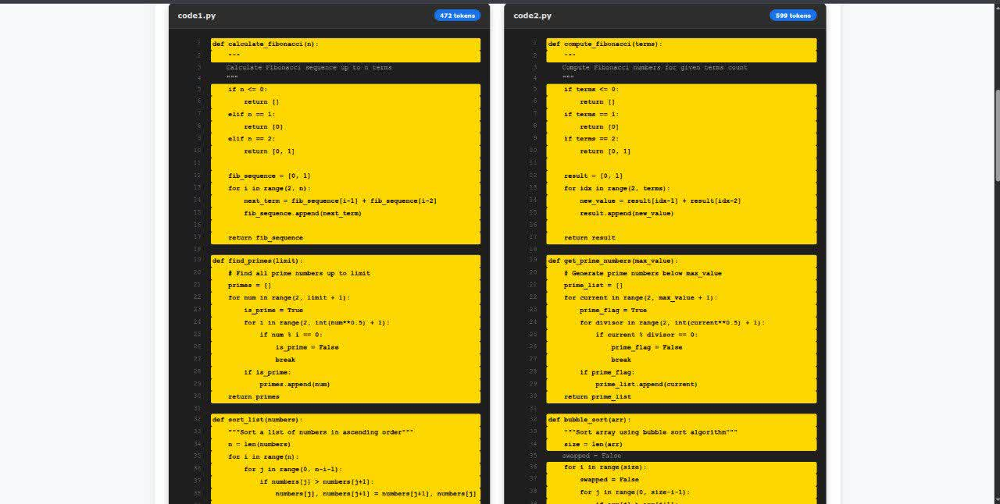 code1.py
472 tokens
1 def calculate_fibonacci(n):
2 """
3 Calculate Fibonacci sequence up to n terms
4 """
5 if n <= 0:
6 return []
7 elif n == 1:
8 return [0]
9 elif n == 2:
10 return [0, 1]
11
12 fib_sequence = [0, 1]
13 for i in range(2, n):
14 next_term = fib_sequence[i-1] + fib_sequence[i-2]
15 fib_sequence.append(next_term)
16
17 return fib_sequence
18
19 def find_primes(limit):
20 # Find all prime numbers up to limit
21 primes = []
22 for num in range(2, limit + 1):
23 is_prime = True
24 for i in range(2, int(num**0.5) + 1):
25 if num % i == 0:
26 is_prime = False
27 break
28 if is_prime:
29 primes.append(num)
30 return primes
31
32 def sort_list(numbers):
33 """Sort a list of numbers in ascending order"""
34 n = len(numbers)
35 for i in range(n):
36 for j in range(0, n-i-1):
37 if numbers[j] > numbers[j+1]:
38 numbers[j], numbers[j+1] = numbers[j+1], numbers[j]
code2.py
599 tokens
1 def compute_fibonacci(terms):
2 """
3 Compute Fibonacci numbers for given terms count
4 """
5 if terms <= 0:
6 return []
7 if terms == 1:
8 return [0]
9 if terms == 2:
10 return [0, 1]
11
12 result = [0, 1]
13 for idx in range(2, terms):
14 new_value = result[idx-1] + result[idx-2]
15 result.append(new_value)
16
17 return result
18
19 def get_prime_numbers(max_value):
20 # Generate prime numbers below max_value
21 prime_list = []
22 for current in range(2, max_value + 1):
23 prime_flag = True
24 for divisor in range(2, int(current**0.5) + 1):
25 if current % divisor == 0:
26 prime_flag = False
27 break
28 if prime_flag:
29 prime_list.append(current)
30 return prime_list
31
32 def bubble_sort(arr):
33 """Sort array using bubble sort algorithm"""
34 size = len(arr)
35 swapped = False
36 for i in range(size):
37 swapped = False
38 for j in range(0, size-i-1):